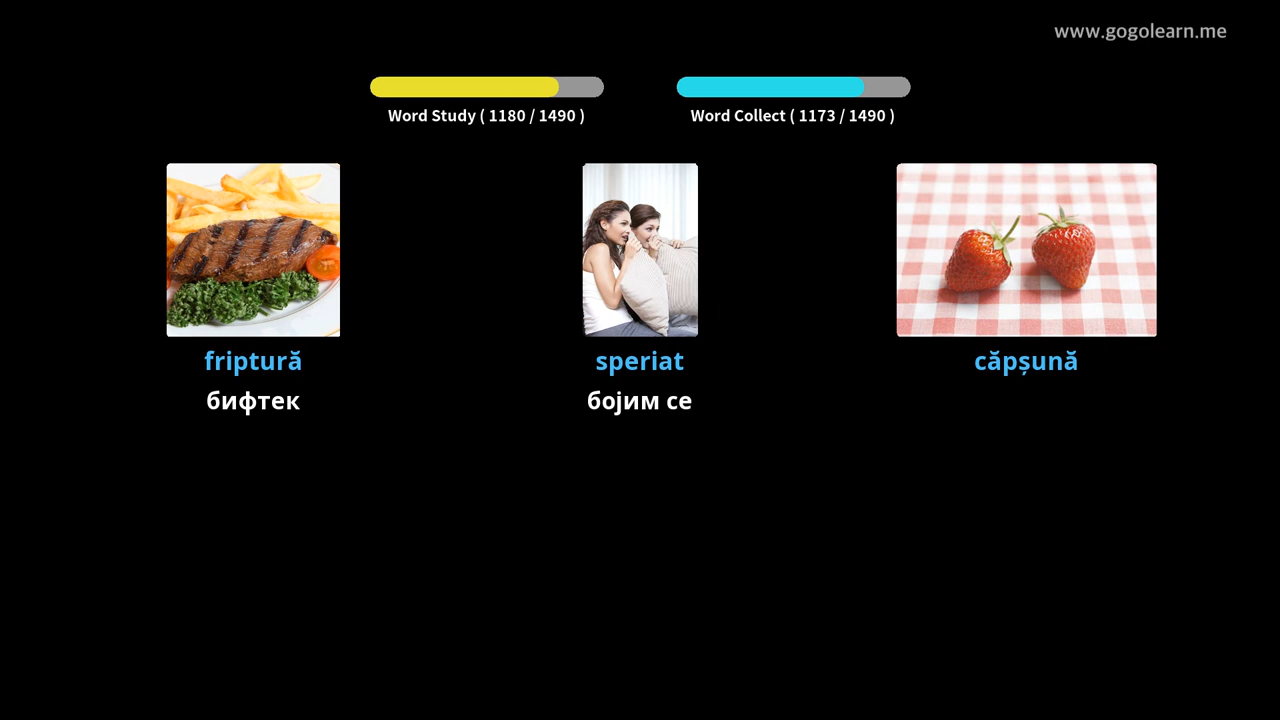 www.gogolearn.me
Word Study ( 1180 / 1490 )
Word Collect ( 1173 / 1490 )
friptură
speriat
căpșună
бифтек
бојим се